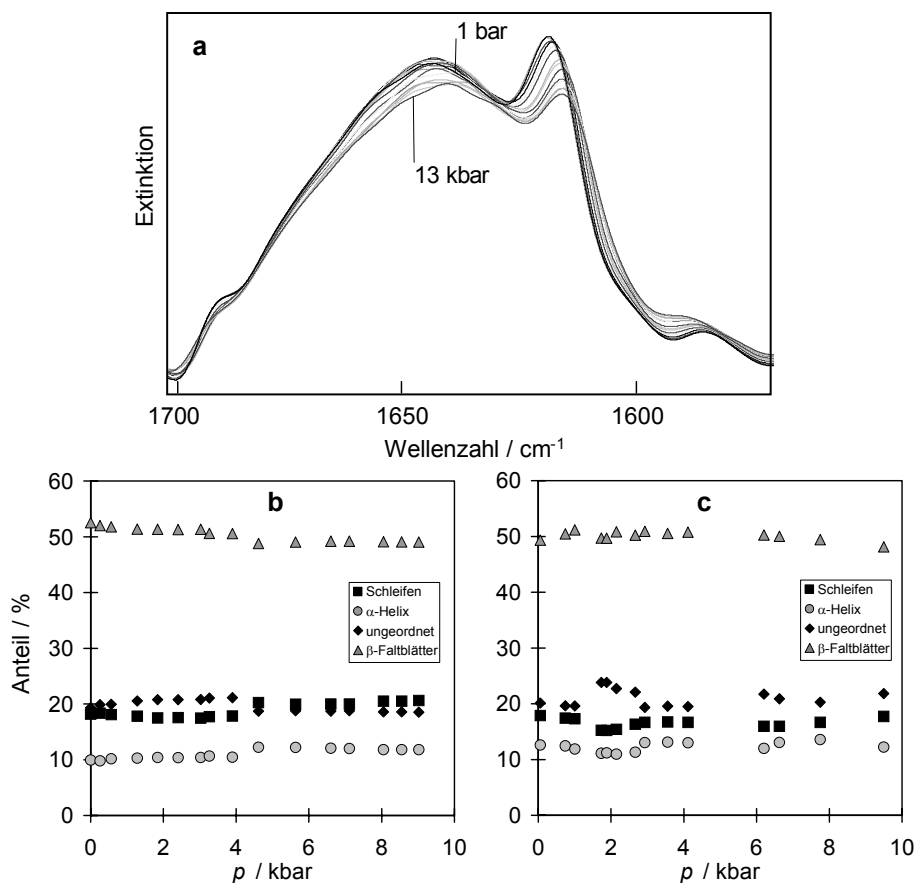 a
1 bar
13 kbar
Extinktion
1700
1650
1600
Wellenzahl / cm⁻¹
b
60
50
40
30
20
10
0
Anteil / %
Schleifen
α-Helix
ungeordnet
β-Faltblätter
0
2
4
6
8
10
p / kbar
c
60
50
40
30
20
10
0
Schleifen
α-Helix
ungeordnet
β-Faltblätter
0
2
4
6
8
10
p / kbar